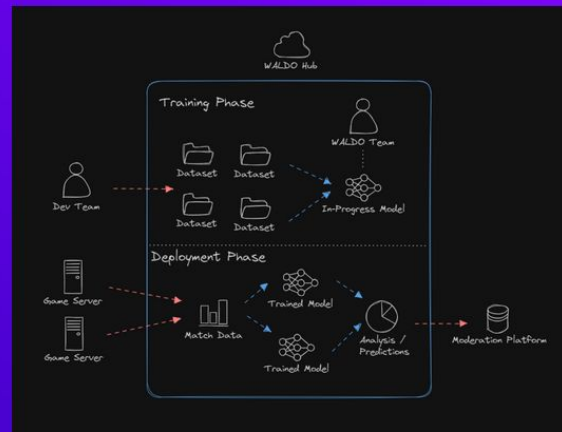 WALDO Hub
Training Phase
WALDO Team
Dataset
Dataset
Dev Team
In-Progress Model
Dataset
Dataset
Deployment Phase
Game Server
Trained Model
Match Data
Analysis /
Predictions
Moderation Platform
Game Server
Trained Model